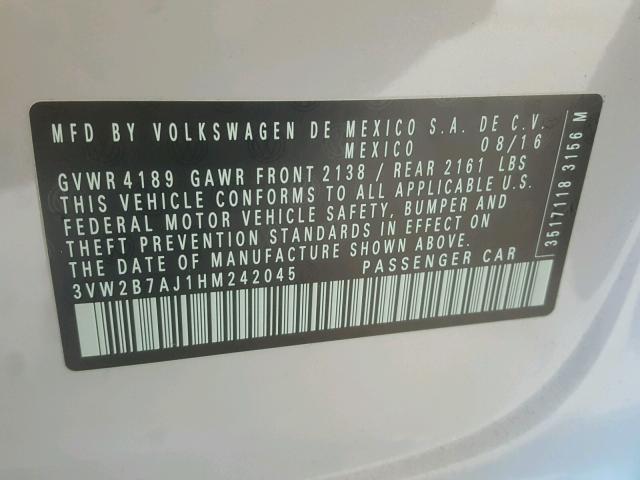 MFD BY VOLKSWAGEN DE MEXICO S.A. DE C.V.
MEXICO 08/16
GVWR 4189 GAWR FRONT 2138 / REAR 2161 LBS
THIS VEHICLE CONFORMS TO ALL APPLICABLE U.S.
FEDERAL MOTOR VEHICLE SAFETY, BUMPER AND
THEFT PREVENTION STANDARDS IN EFFECT ON
THE DATE OF MANUFACTURE SHOWN ABOVE.
3VW2B7AJ1HM242045 PASSENGER CAR
3517118 3156 M